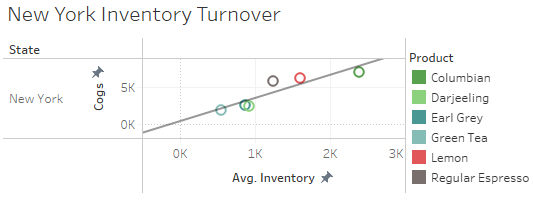 New York Inventory Turnover
State
Product
New York
Cogs
5K
0K
0K
1K
2K
3K
Avg. Inventory
Columbian
Darjeeling
Earl Grey
Green Tea
Lemon
Regular Espresso